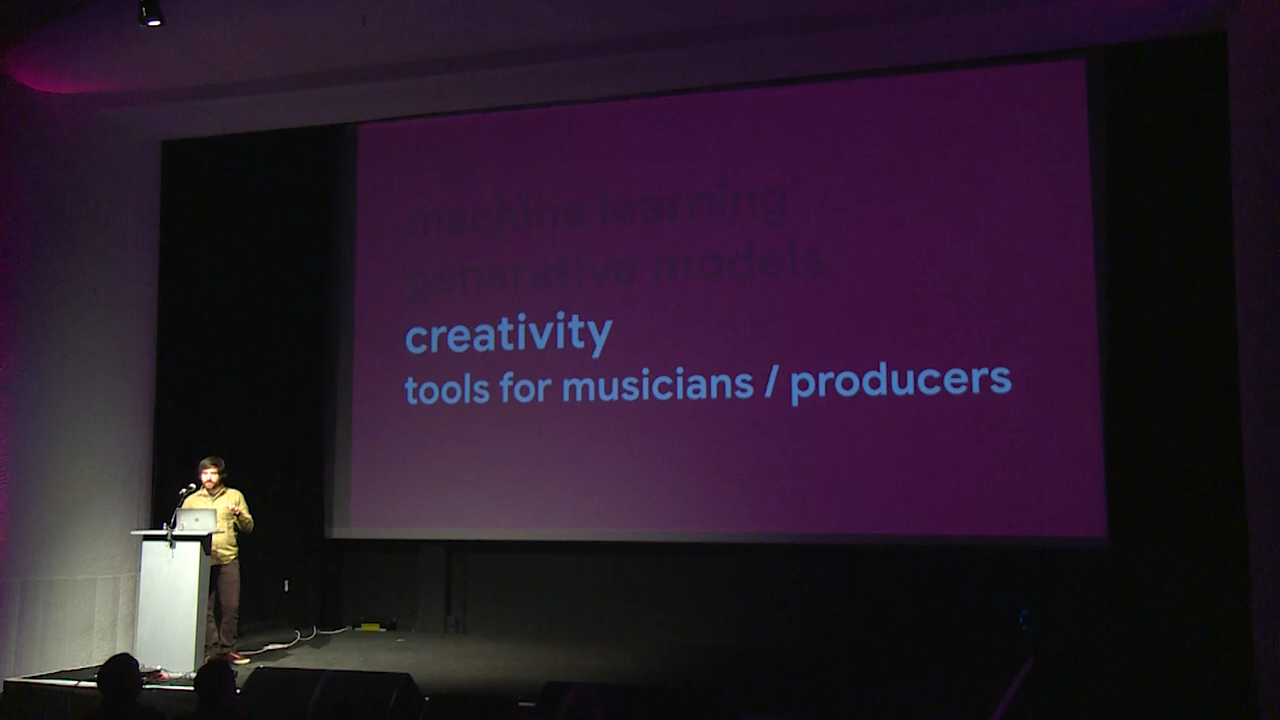 machine learning
generative models
creativity
tools for musicians / producers